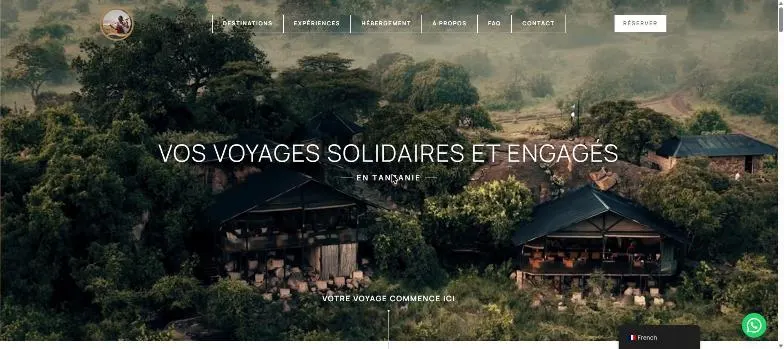 DESTINATIONS
EXPÉRIENCES
HÉBERGEMENT
À PROPOS
FAQ
CONTACT
RÉSERVER
VOS VOYAGES SOLIDAIRES ET ENGAGÉS
EN TANZANIE
VOTRE VOYAGE COMMENCE ICI
French